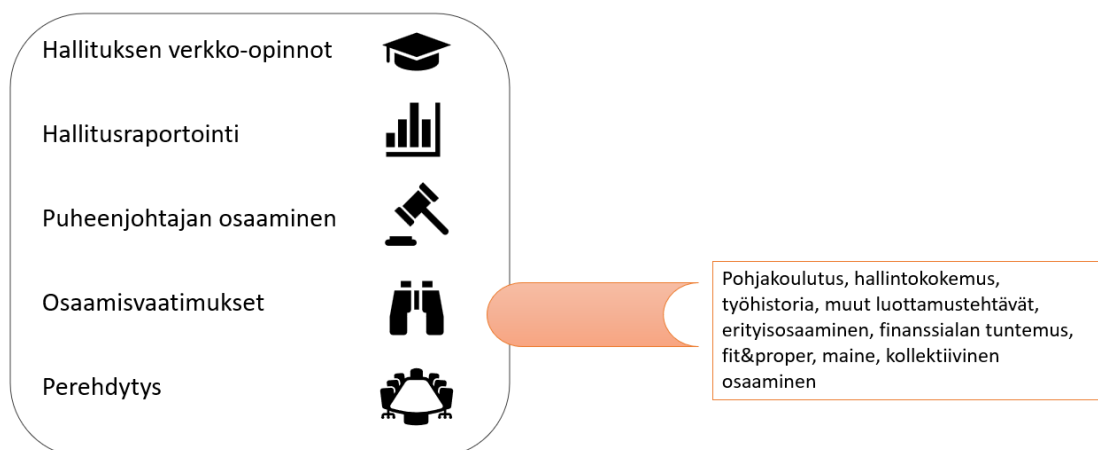 Hallituksen verkko-opinnot
Hallitusraportointi
Puheenjohtajan osaaminen
Osaamisvaatimukset
Perehdytys
Pohjakoulutus, hallintokokemus,
työhistoria, muut luottamustehtävät,
erityisosaaminen, finanssialan tuntemus,
fit&proper, maine, kollektiivinen
osaaminen